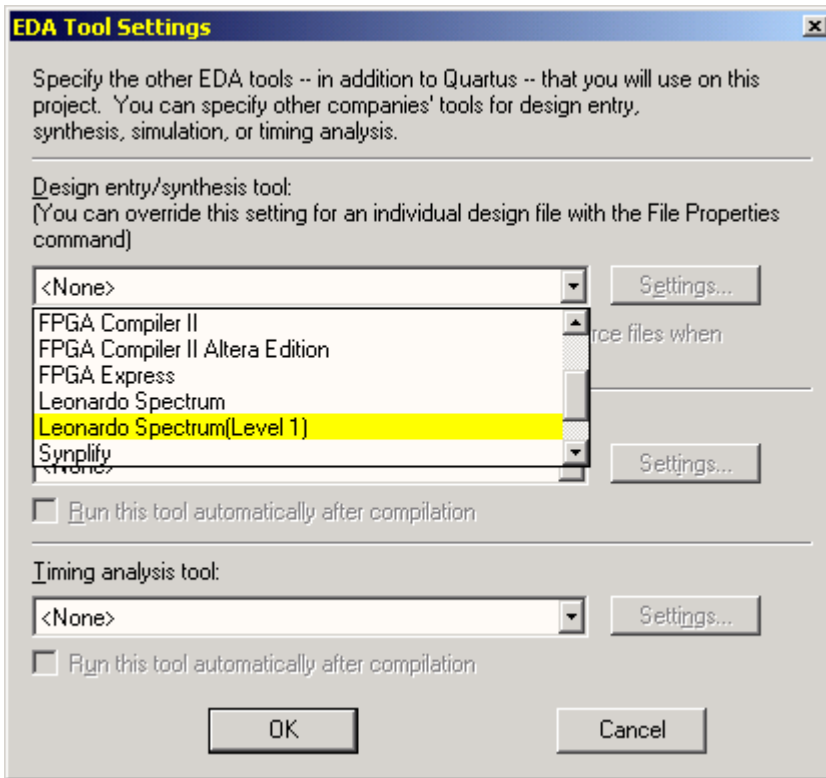 EDA Tool Settings
Specify the other EDA tools -- in addition to Quartus -- that you will use on this
project. You can specify other companies' tools for design entry,
synthesis, simulation, or timing analysis.
Design entry/synthesis tool:
(You can override this setting for an individual design file with the File Properties
command)
<None>
Settings...
FPGA Compiler II
FPGA Compiler II Altera Edition
rce files when
FPGA Express
Leonardo Spectrum
Leonardo Spectrum(Level 1)
Synplify
<None>
Settings...
Run this tool automatically after compilation
Timing analysis tool:
<None>
Settings...
Run this tool automatically after compilation
OK
Cancel